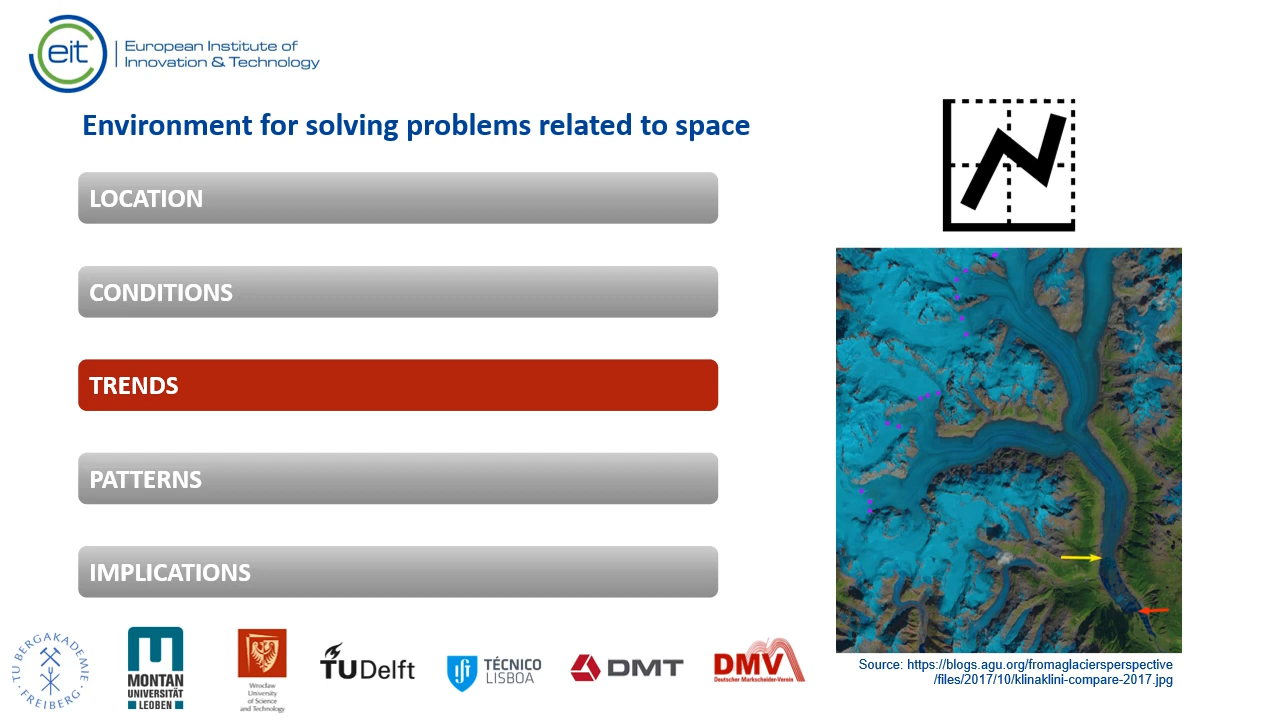 eit
European Institute of
Innovation & Technology
Environment for solving problems related to space
LOCATION
CONDITIONS
TRENDS
PATTERNS
IMPLICATIONS
Source: https://blogs.agu.org/fromaglaciersperspective
/files/2017/10/klinaklini-compare-2017.jpg
TU BERGAKADEMIE
· FREIBERG ·
MONTAN
UNIVERSITÄT
LEOBEN
Wrocław
University
of Science
and Technology
TUDelft
TÉCNICO
LISBOA
DMT
DMV
Deutscher Markscheider-Verein